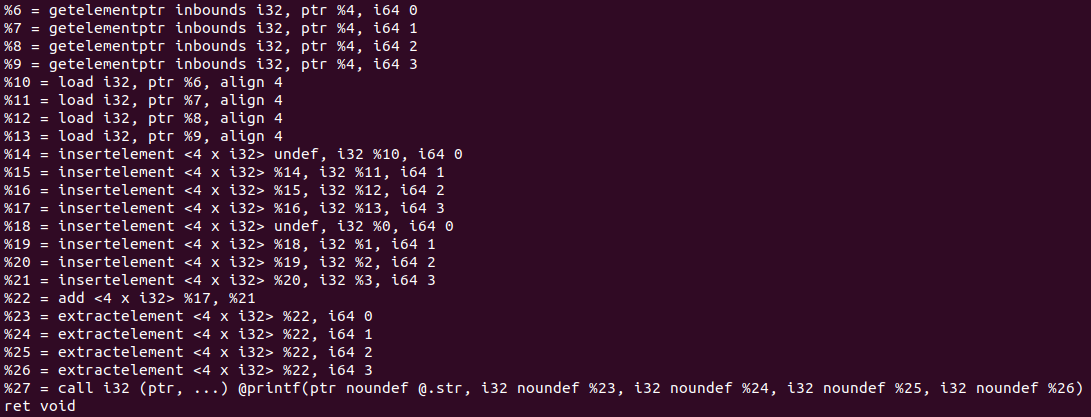 %6 = getelementptr inbounds i32, ptr %4, i64 0
%7 = getelementptr inbounds i32, ptr %4, i64 1
%8 = getelementptr inbounds i32, ptr %4, i64 2
%9 = getelementptr inbounds i32, ptr %4, i64 3
%10 = load i32, ptr %6, align 4
%11 = load i32, ptr %7, align 4
%12 = load i32, ptr %8, align 4
%13 = load i32, ptr %9, align 4
%14 = insertelement <4 x i32> undef, i32 %10, i64 0
%15 = insertelement <4 x i32> %14, i32 %11, i64 1
%16 = insertelement <4 x i32> %15, i32 %12, i64 2
%17 = insertelement <4 x i32> %16, i32 %13, i64 3
%18 = insertelement <4 x i32> undef, i32 %0, i64 0
%19 = insertelement <4 x i32> %18, i32 %1, i64 1
%20 = insertelement <4 x i32> %19, i32 %2, i64 2
%21 = insertelement <4 x i32> %20, i32 %3, i64 3
%22 = add <4 x i32> %17, %21
%23 = extractelement <4 x i32> %22, i64 0
%24 = extractelement <4 x i32> %22, i64 1
%25 = extractelement <4 x i32> %22, i64 2
%26 = extractelement <4 x i32> %22, i64 3
%27 = call i32 (ptr, ...) @printf(ptr noundef @.str, i32 noundef %23, i32 noundef %24, i32 noundef %25, i32 noundef %26)
ret void